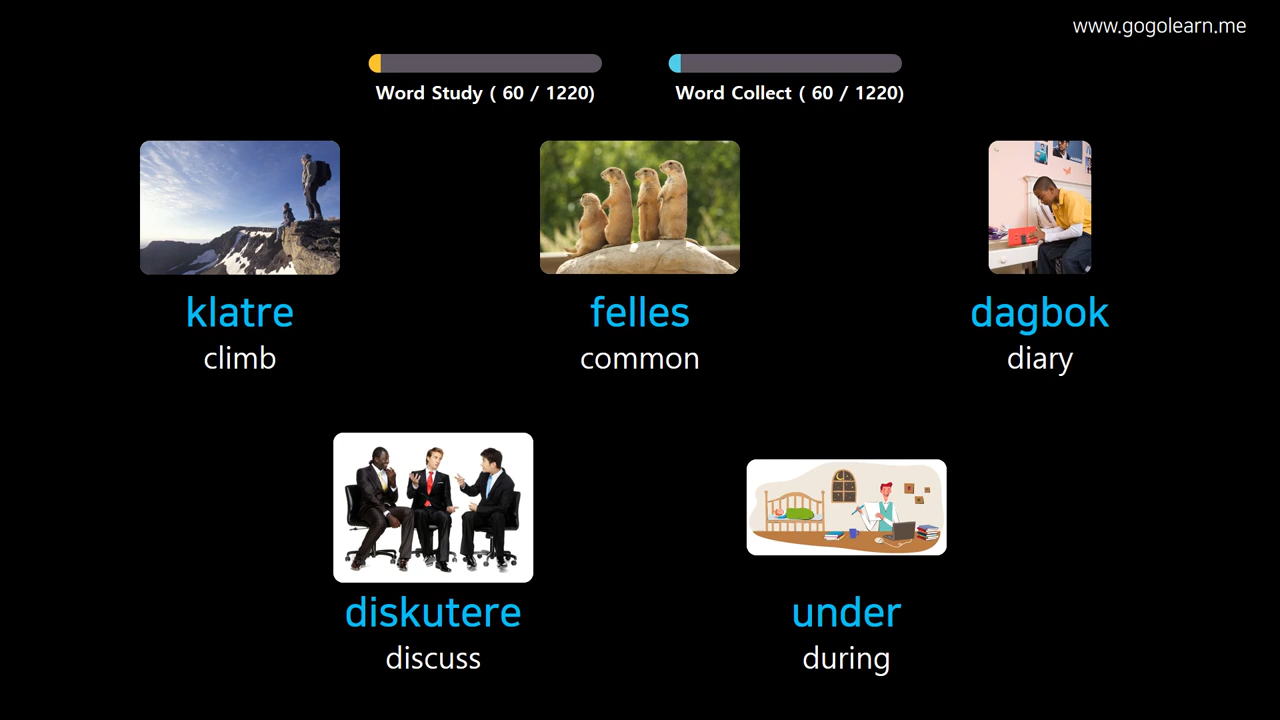 www.gogolearn.me
Word Study ( 60 / 1220)
Word Collect ( 60 / 1220)
klatre
climb
felles
common
dagbok
diary
diskutere
discuss
under
during